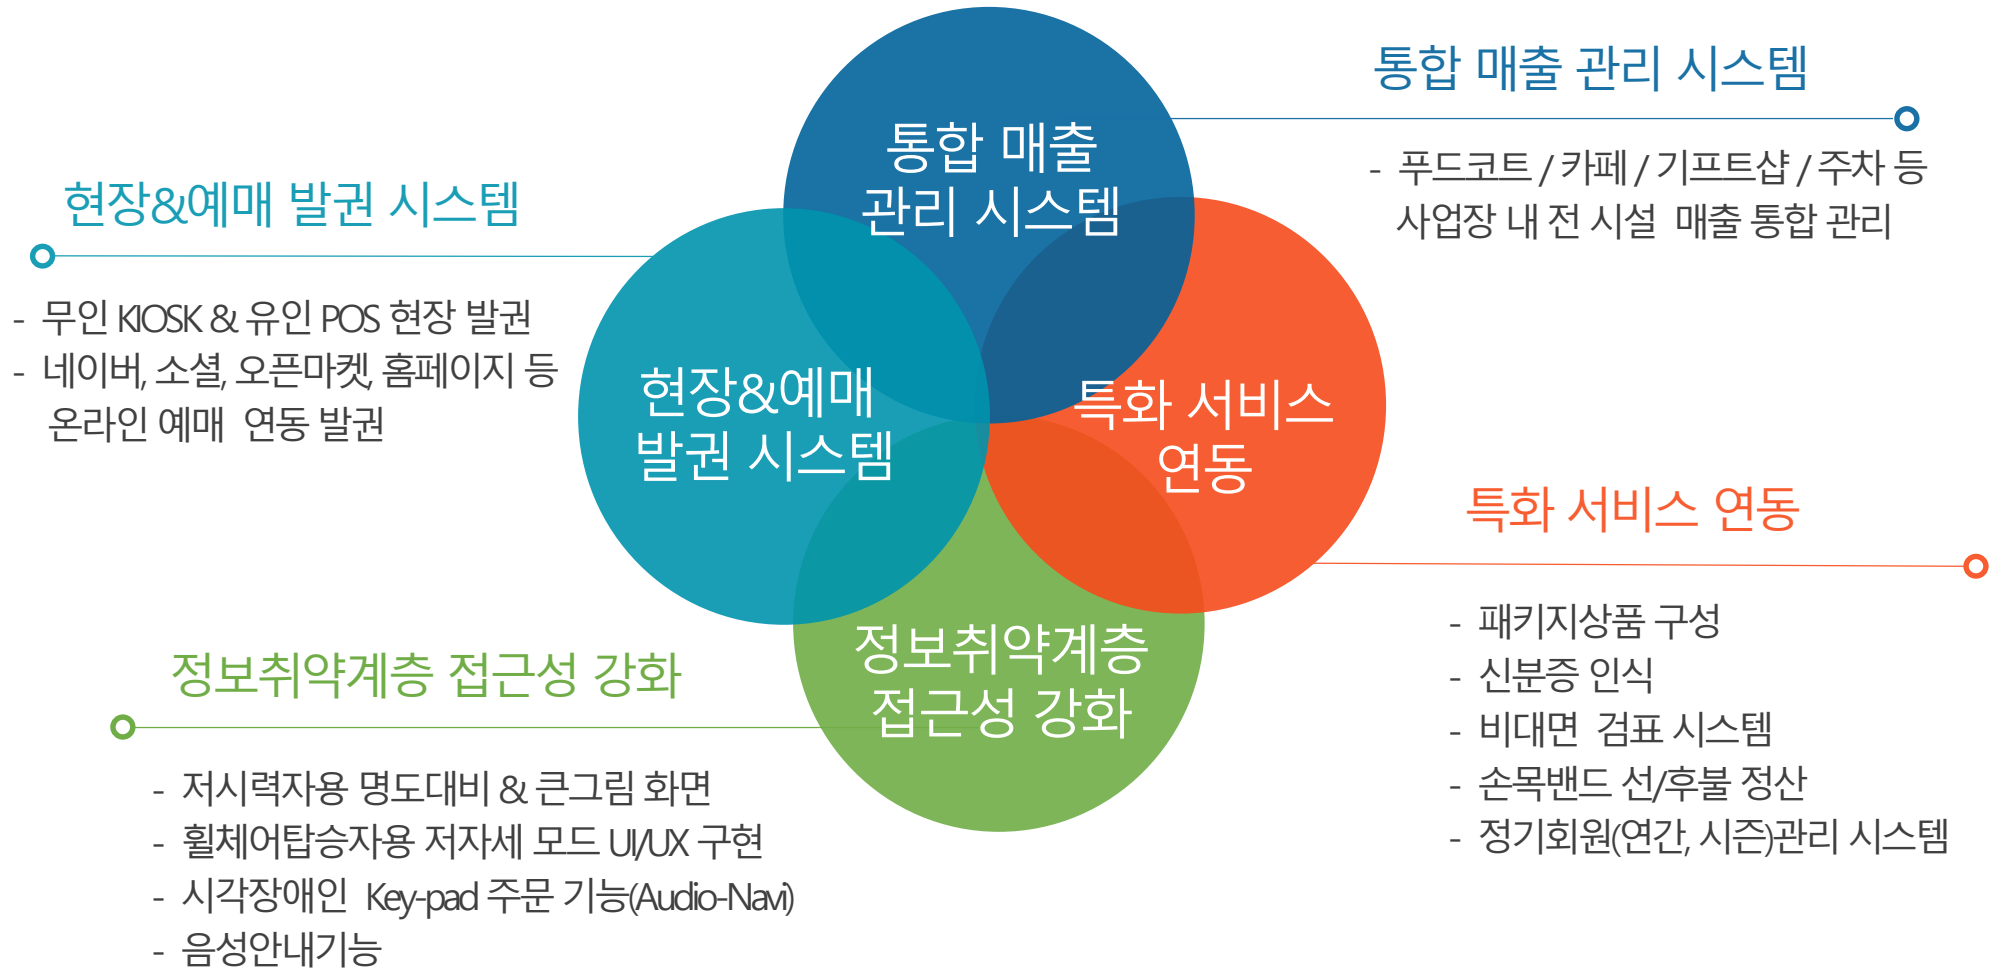 통합 매출
관리 시스템
현장&예매
발권 시스템
특화 서비스
연동
정보취약계층
접근성 강화
통합 매출 관리 시스템
- 푸드코트 / 카페 / 기프트샵 / 주차 등
사업장 내 전 시설 매출 통합 관리
현장&예매 발권 시스템
- 무인 KIOSK & 유인 POS 현장 발권
- 네이버, 소셜, 오픈마켓, 홈페이지 등
온라인 예매 연동 발권
특화 서비스 연동
- 패키지상품 구성
- 신분증 인식
- 비대면 검표 시스템
- 손목밴드 선/후불 정산
- 정기회원(연간, 시즌)관리 시스템
정보취약계층 접근성 강화
- 저시력자용 명도대비 & 큰그림 화면
- 휠체어탑승자용 저자세 모드 UI/UX 구현
- 시각장애인 Key-pad 주문 기능(Audio-Navi)
- 음성안내기능